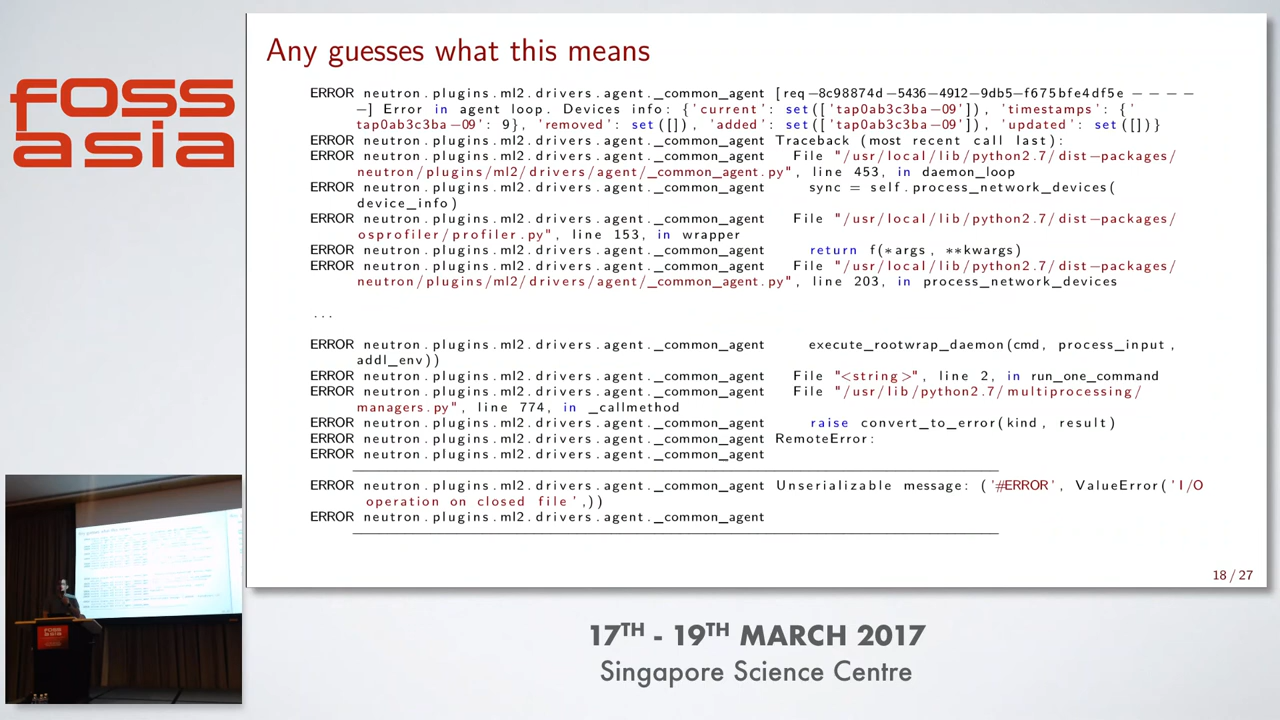 foss
asia
Any guesses what this means
ERROR neutron.plugins.ml2.drivers.agent._common_agent [req-8c98874d-5436-4912-9db5-f675bfe4df5e - - - -
-] Error in agent loop. Devices info: {'current': set(['tap0ab3c3ba-09']), 'timestamps': {'
tap0ab3c3ba-09': 9}, 'removed': set([]), 'added': set(['tap0ab3c3ba-09']), 'updated': set([])}
ERROR neutron.plugins.ml2.drivers.agent._common_agent Traceback (most recent call last):
ERROR neutron.plugins.ml2.drivers.agent._common_agent File "/usr/local/lib/python2.7/dist-packages/
neutron/plugins/ml2/drivers/agent/_common_agent.py", line 453, in daemon_loop
ERROR neutron.plugins.ml2.drivers.agent._common_agent sync = self.process_network_devices(
device_info)
ERROR neutron.plugins.ml2.drivers.agent._common_agent File "/usr/local/lib/python2.7/dist-packages/
osprofiler/profiler.py", line 153, in wrapper
ERROR neutron.plugins.ml2.drivers.agent._common_agent return f(*args, **kwargs)
ERROR neutron.plugins.ml2.drivers.agent._common_agent File "/usr/local/lib/python2.7/dist-packages/
neutron/plugins/ml2/drivers/agent/_common_agent.py", line 203, in process_network_devices
...
ERROR neutron.plugins.ml2.drivers.agent._common_agent execute_rootwrap_daemon(cmd, process_input,
addl_env))
ERROR neutron.plugins.ml2.drivers.agent._common_agent File "<string>", line 2, in run_one_command
ERROR neutron.plugins.ml2.drivers.agent._common_agent File "/usr/lib/python2.7/multiprocessing/
managers.py", line 774, in _callmethod
ERROR neutron.plugins.ml2.drivers.agent._common_agent raise convert_to_error(kind, result)
ERROR neutron.plugins.ml2.drivers.agent._common_agent RemoteError:
ERROR neutron.plugins.ml2.drivers.agent._common_agent
ERROR neutron.plugins.ml2.drivers.agent._common_agent Unserializable message: ('#ERROR', ValueError('I/O
operation on closed file',))
ERROR neutron.plugins.ml2.drivers.agent._common_agent
18/27
FOSS
ASIA
17TH - 19TH MARCH 2017
Singapore Science Centre